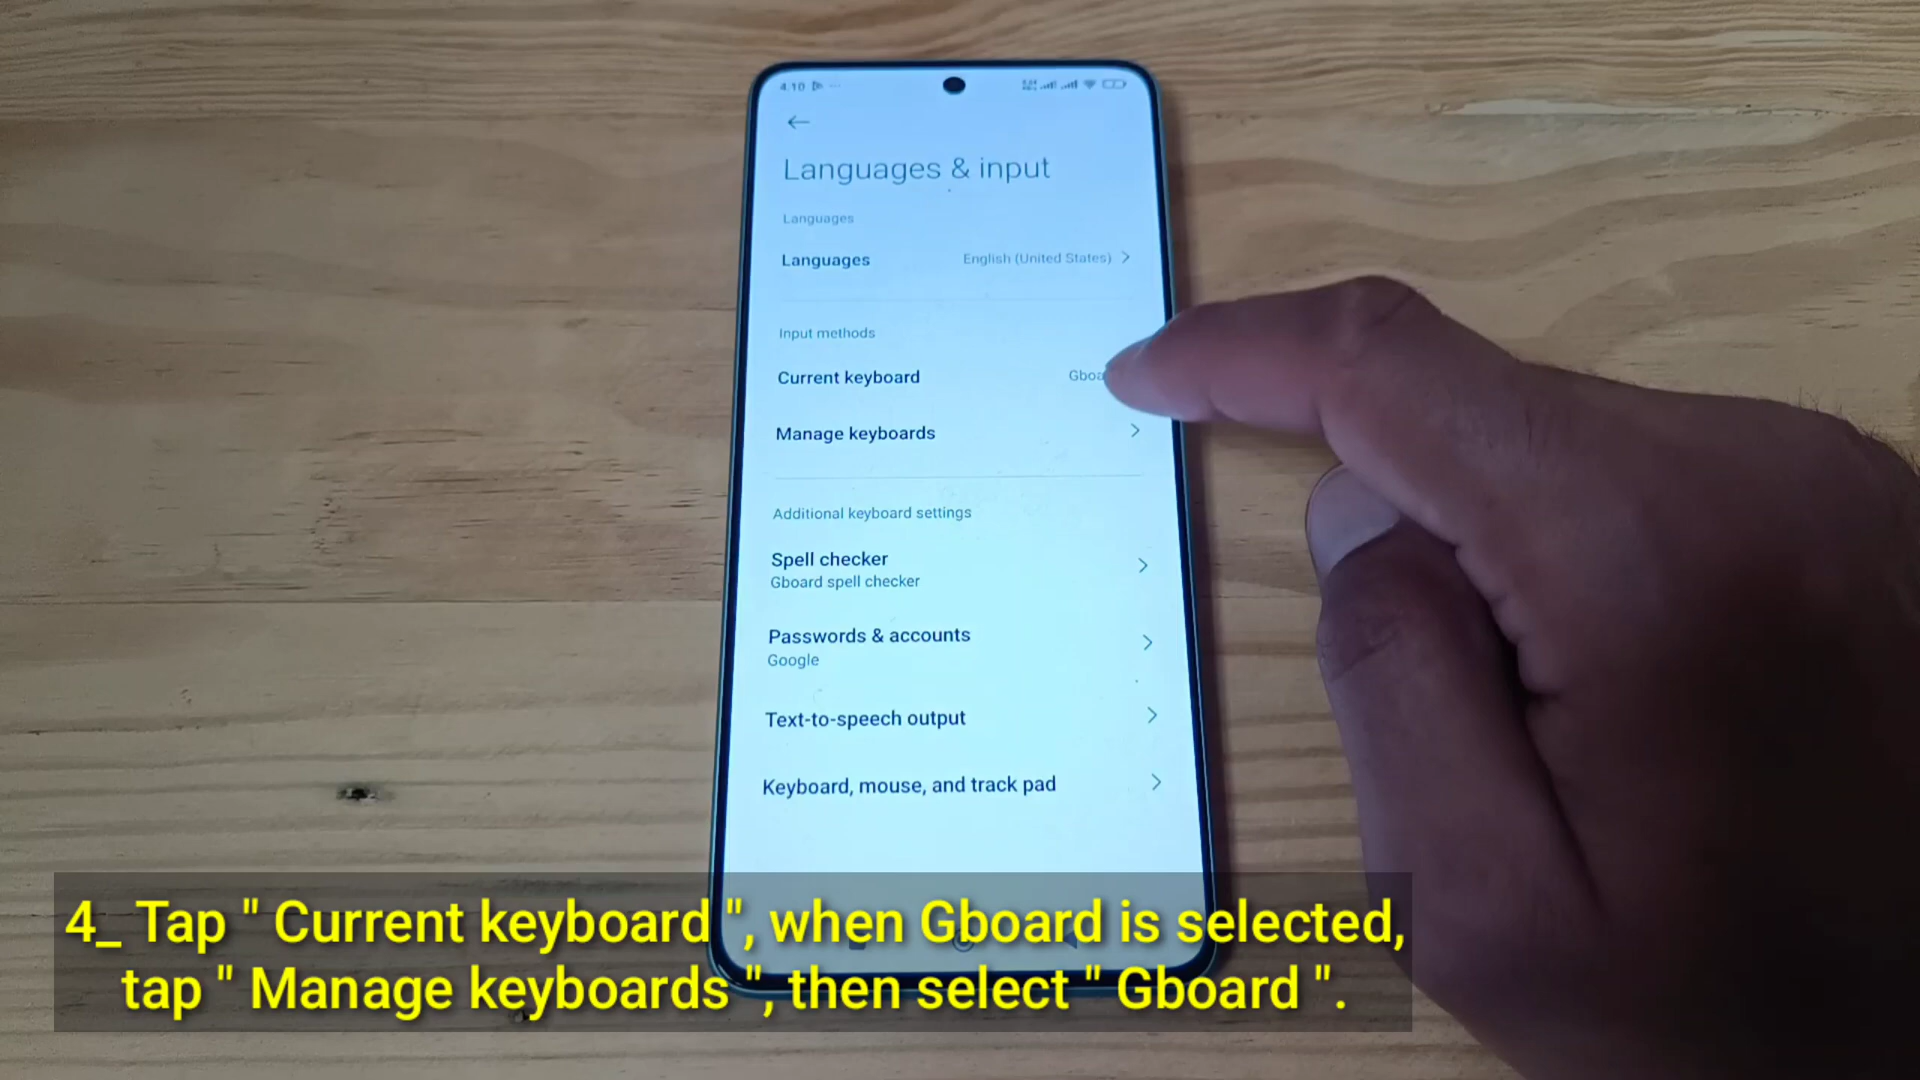 4.10
Languages & input
Languages
Languages English (United States)
Input methods
Current keyboard Gboa
Manage keyboards
Additional keyboard settings
Spell checker
Gboard spell checker
Passwords & accounts
Google
Text-to-speech output
Keyboard, mouse, and track pad
4_ Tap " Current keyboard ", when Gboard is selected,
tap " Manage keyboards ", then select " Gboard ".